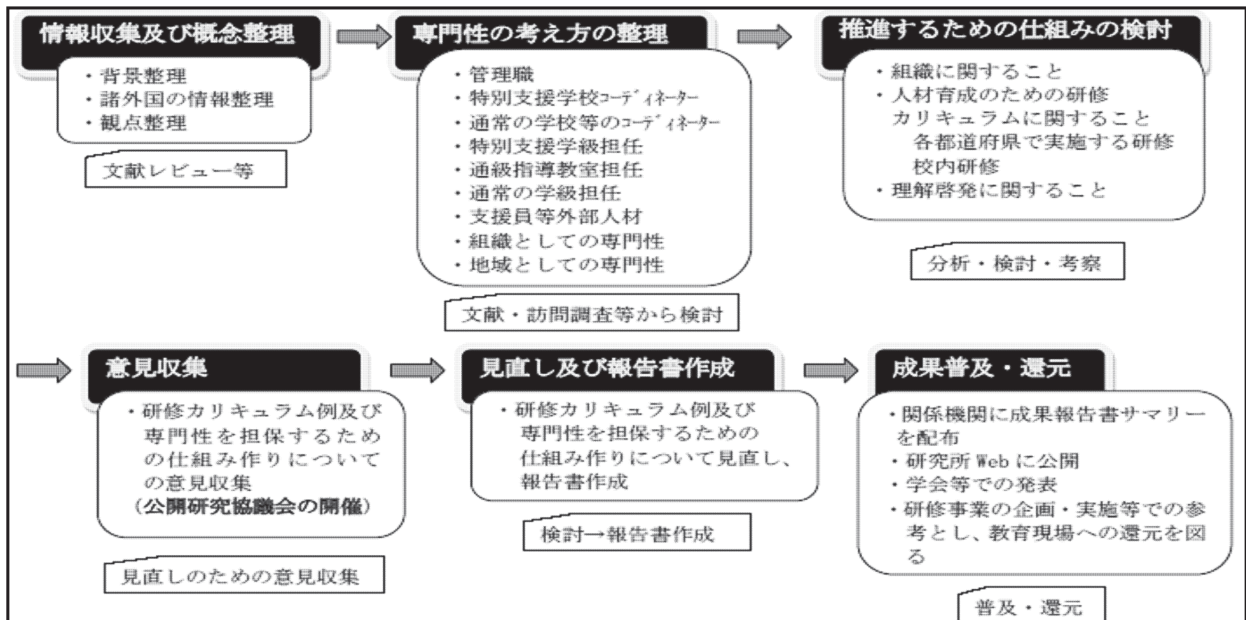 情報収集及び概念整理
・背景整理
・諸外国の情報整理
・観点整理
文献レビュー等
専門性の考え方の整理
・管理職
・特別支援学校ｺｰﾃﾞｨﾈｰﾀｰ
・通常の学校等のｺｰﾃﾞｨﾈｰﾀｰ
・特別支援学級担任
・通級指導教室担任
・通常の学級担任
・支援員等外部人材
・組織としての専門性
・地域としての専門性
文献・訪問調査等から検討
推進するための仕組みの検討
・組織に関すること
・人材育成のための研修
カリキュラムに関すること
各都道府県で実施する研修
校内研修
・理解啓発に関すること
分析・検討・考察
意見収集
・研修カリキュラム例及び
専門性を担保するため
の仕組み作りについて
の意見収集
（公開研究協議会の開催）
見直しのための意見収集
見直し及び報告書作成
・研修カリキュラム例及び
専門性を担保するための
仕組み作りについて見直し、
報告書作成
検討→報告書作成
成果普及・還元
・関係機関に成果報告書サマリー
を配布
・研究所 Web に公開
・学会等での発表
・研修事業の企画・実施等での参
考とし、教育現場への還元を図
る
普及・還元